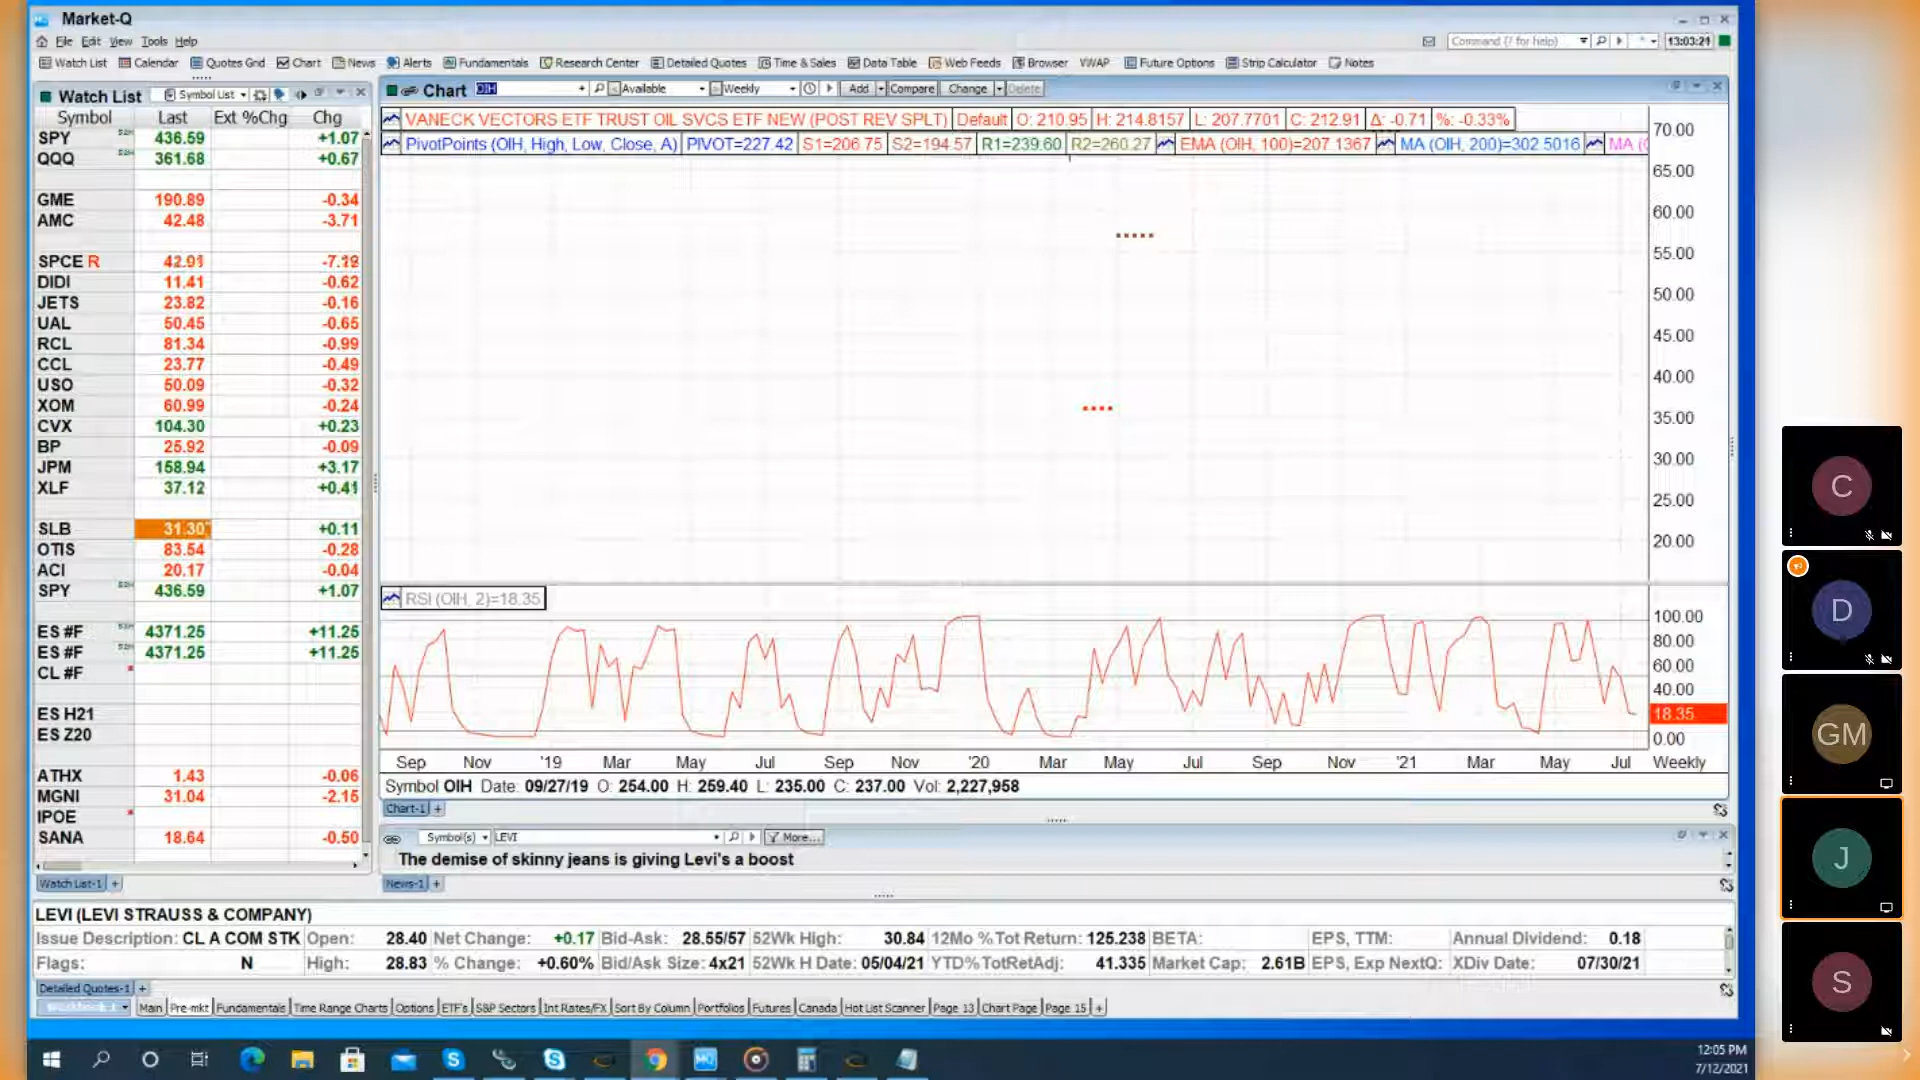 Market-Q
File Edit View Tools Help
Command (/ for help) 13:03:21
Watch List Calendar Quotes Grid Chart News Alerts Fundamentals Research Center Detailed Quotes Time & Sales Data Table Web Feeds Browser VWAP Future Options Strip Calculator Notes
Watch List Symbol List
Chart OIH Available Weekly Add Compare Change Delete
Symbol Last Ext %Chg Chg
SPY 436.59 +1.07
QQQ 361.68 +0.67
GME 190.89 -0.34
AMC 42.48 -3.71
SPCE R 42.01 -7.19
DIDI 11.41 -0.62
JETS 23.82 -0.16
UAL 50.45 -0.65
RCL 81.34 -0.99
CCL 23.77 -0.49
USO 50.09 -0.32
XOM 60.99 -0.24
CVX 104.30 +0.23
BP 25.92 -0.09
JPM 158.94 +3.17
XLF 37.12 +0.41
SLB 31.30 +0.11
OTIS 83.54 -0.28
ACI 20.17 -0.04
SPY 436.59 +1.07
ES #F 4371.25 +11.25
ES #F 4371.25 +11.25
CL #F
ES H21
ES Z20
ATHX 1.43 -0.06
MGNI 31.04 -2.15
IPOE
SANA 18.64 -0.50
Watch List-1 +
VANECK VECTORS ETF TRUST OIL SVCS ETF NEW (POST REV SPLT) Default O: 210.95 H: 214.8157 L: 207.7701 C: 212.91 Δ: -0.71 %: -0.33%
PivotPoints (OIH, High, Low, Close, A) PIVOT=227.42 S1=206.75 S2=194.57 R1=239.60 R2=260.27 EMA (OIH, 100)=207.1367 MA (OIH, 200)=302.5016 MA (
70.00
65.00
60.00
55.00
50.00
45.00
40.00
35.00
30.00
25.00
20.00
RSI (OIH, 2)=18.35
100.00
80.00
60.00
40.00
18.35
0.00
Sep Nov '19 Mar May Jul Sep Nov '20 Mar May Jul Sep Nov '21 Mar May Jul Weekly
Symbol OIH Date: 09/27/19 O: 254.00 H: 259.40 L: 235.00 C: 237.00 Vol: 2,227,958
Chart-1 +
Symbol(s) LEVI More...
The demise of skinny jeans is giving Levi's a boost
News-1 +
LEVI (LEVI STRAUSS & COMPANY)
Issue Description: CL A COM STK Open: 28.40 Net Change: +0.17 Bid-Ask: 28.55/57 52Wk High: 30.84 12Mo %Tot Return: 125.238 BETA: EPS, TTM: Annual Dividend: 0.18
Flags: N High: 28.83 % Change: +0.60% Bid/Ask Size: 4x21 52Wk H Date: 05/04/21 YTD%TotRetAdj: 41.335 Market Cap: 2.61B EPS, Exp NextQ: XDiv Date: 07/30/21
Detailed Quotes-1 +
Main Pre-mkt Fundamentals Time Range Charts Options ETF's S&P Sectors Int Rates/FX Sort By Column Portfolios Futures Canada Hot List Scanner Page 13 Chart Page Page 15 +
12:05 PM
7/12/2021
C
D
GM
J
S